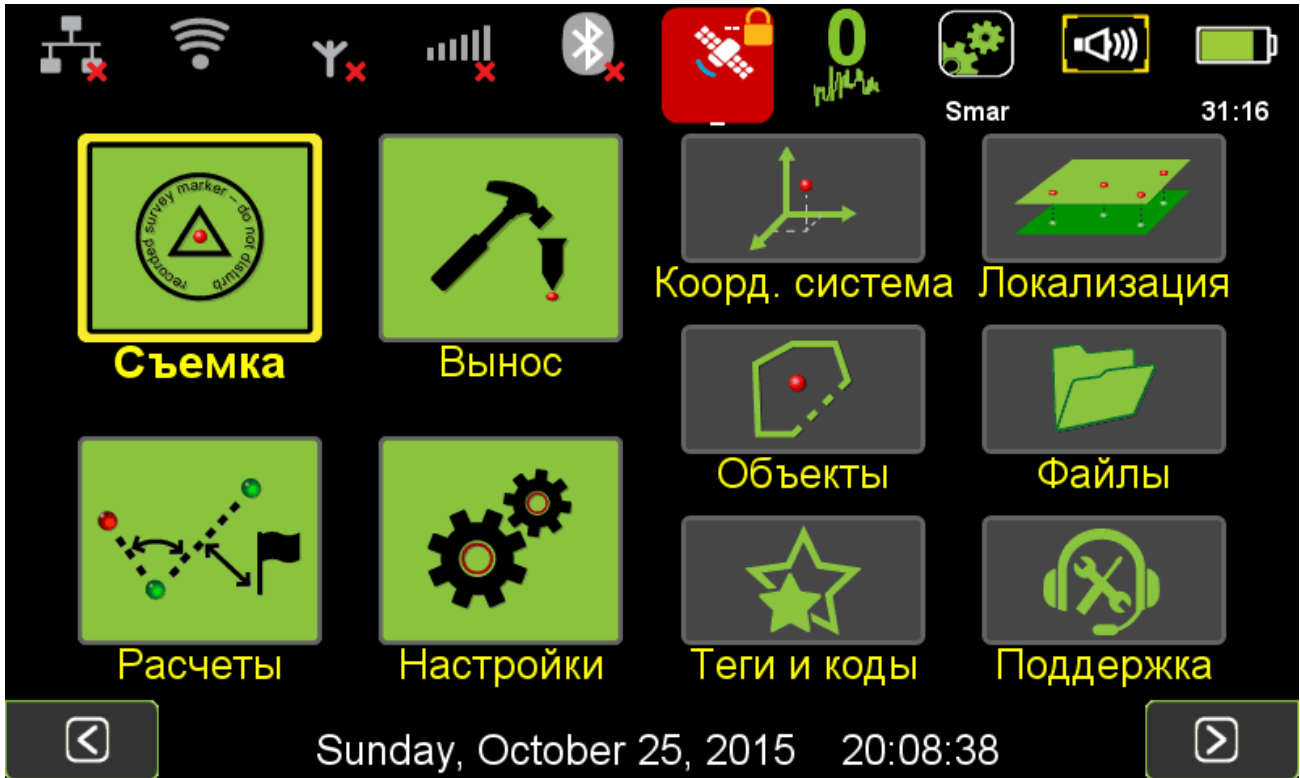 --
0
Smar
31:16
recorded survey marker – do not disturb
Съемка
Вынос
Коорд. система
Локализация
Объекты
Файлы
Расчеты
Настройки
Теги и коды
Поддержка
Sunday, October 25, 2015 20:08:38